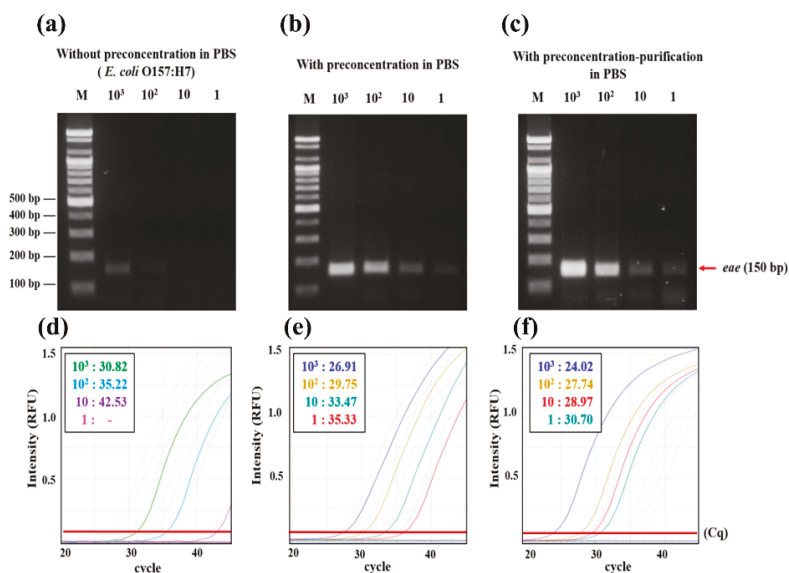 (a)
Without preconcentration in PBS
( E. coli O157:H7)
M 10³ 10² 10 1
(b)
With preconcentration in PBS
M 10³ 10² 10 1
(c)
With preconcentration-purification
in PBS
M 10³ 10² 10 1
500 bp
400 bp
300 bp
200 bp
100 bp
eae (150 bp)
(d)
10³ : 30.82
10² : 35.22
10 : 42.53
1 : -
Intensity (RFU)
1.5
1.0
0.5
20 30 40
cycle
(e)
10³ : 26.91
10² : 29.75
10 : 33.47
1 : 35.33
Intensity (RFU)
1.5
1.0
0.5
20 30 40
cycle
(f)
10³ : 24.02
10² : 27.74
10 : 28.97
1 : 30.70
Intensity (RFU)
1.5
1.0
0.5
20 30 40
cycle
(Cq)